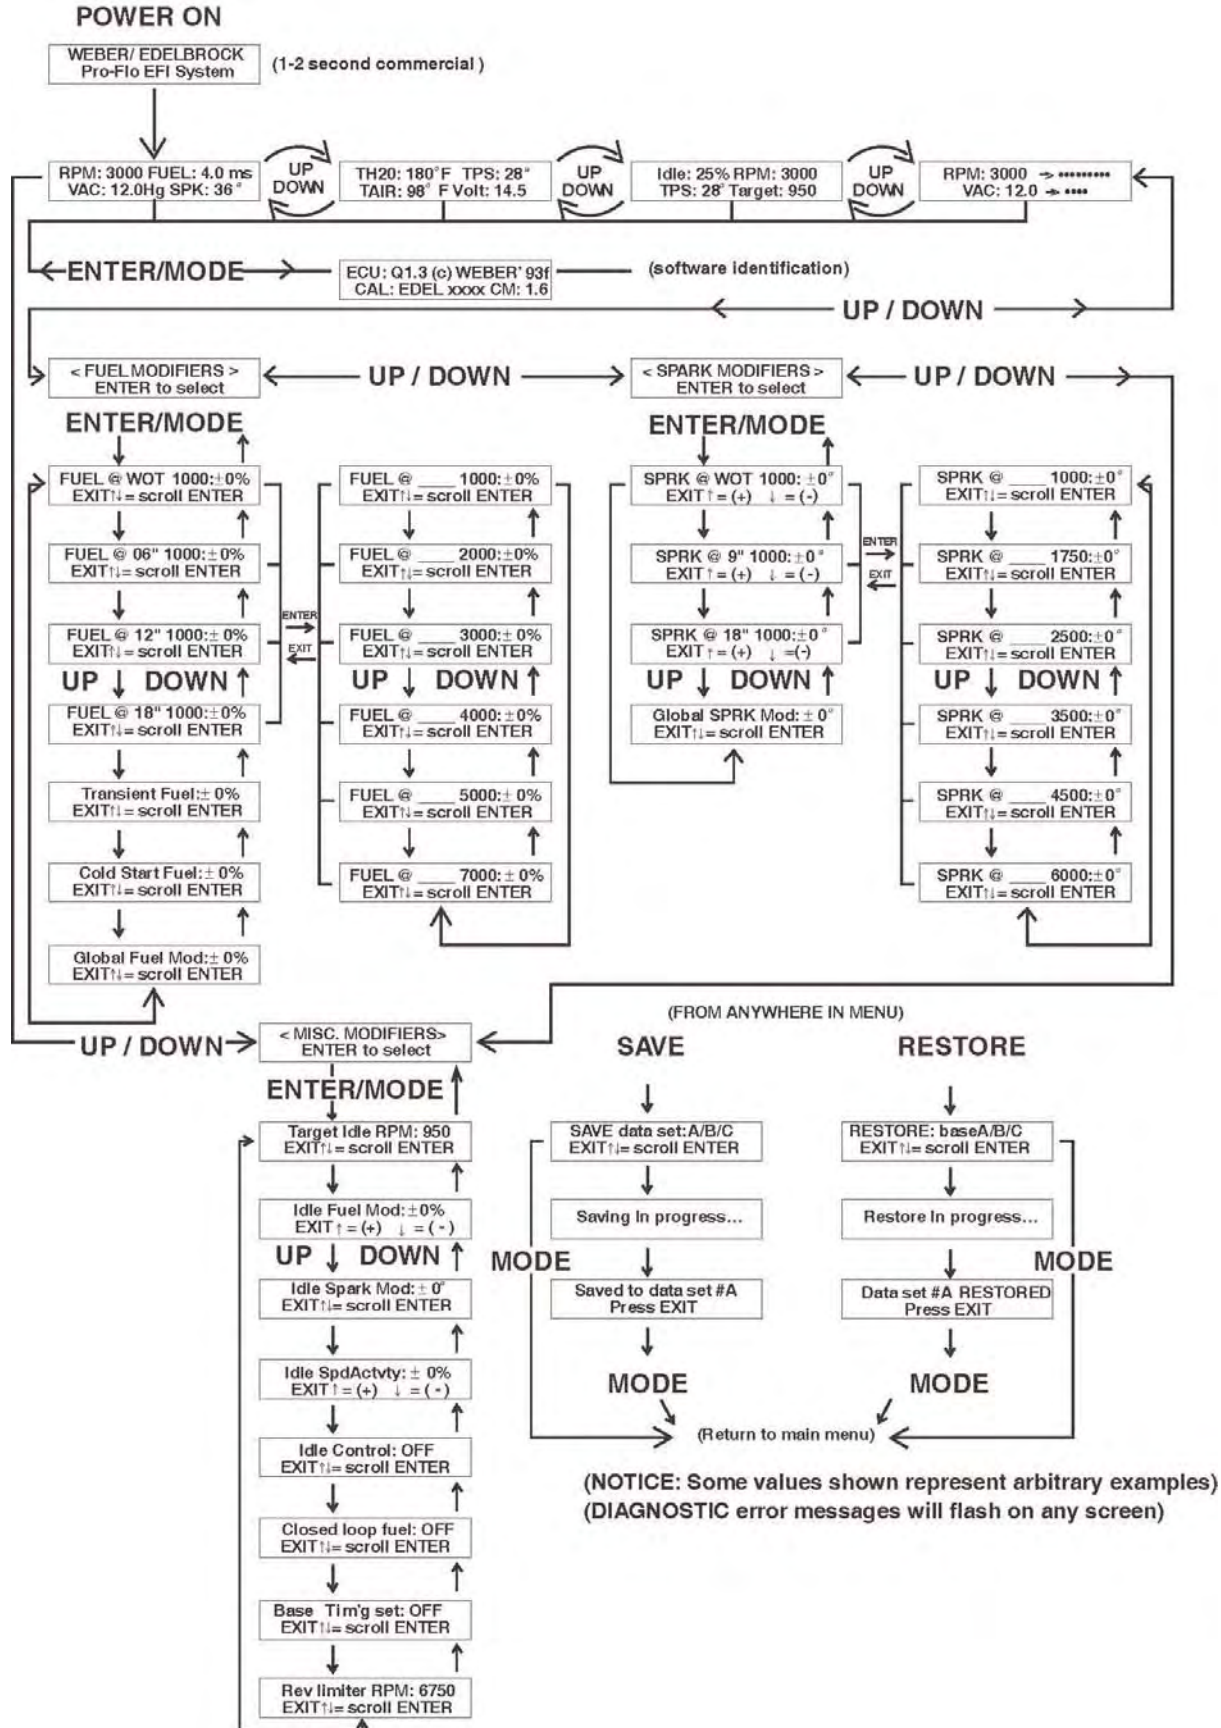 POWER ON
WEBER/ EDELBROCK
Pro-Flo EFI System
(1-2 second commercial )
RPM: 3000 FUEL: 4.0 ms
VAC: 12.0Hg SPK: 36°
UP
DOWN
TH20: 180°F TPS: 28°
TAIR: 98° F Volt: 14.5
UP
DOWN
Idle: 25% RPM: 3000
TPS: 28° Target: 950
UP
DOWN
RPM: 3000 → •••••••••
VAC: 12.0 → ••••
ENTER/MODE
ECU: Q1.3 (c) WEBER' 93f
CAL: EDEL xxxx CM: 1.6
(software identification)
UP / DOWN
< FUEL MODIFIERS >
ENTER to select
UP / DOWN
< SPARK MODIFIERS >
ENTER to select
UP / DOWN
ENTER/MODE
FUEL @ WOT 1000:±0%
EXIT↑↓= scroll ENTER
FUEL @ 06" 1000:±0%
EXIT↑↓= scroll ENTER
FUEL @ 12" 1000:± 0%
EXIT↑↓= scroll ENTER
UP DOWN
FUEL @ 18" 1000:±0%
EXIT↑↓= scroll ENTER
Transient Fuel:± 0%
EXIT↑↓= scroll ENTER
Cold Start Fuel:± 0%
EXIT↑↓= scroll ENTER
Global Fuel Mod:± 0%
EXIT↑↓= scroll ENTER
ENTER
EXIT
FUEL @ ___ 1000:±0%
EXIT↑↓= scroll ENTER
FUEL @ ___ 2000:±0%
EXIT↑↓= scroll ENTER
FUEL @ ___ 3000:± 0%
EXIT↑↓= scroll ENTER
FUEL @ ___ 4000:± 0%
EXIT↑↓= scroll ENTER
FUEL @ ___ 5000:± 0%
EXIT↑↓= scroll ENTER
FUEL @ ___ 7000:± 0%
EXIT↑↓= scroll ENTER
ENTER/MODE
SPRK @ WOT 1000: ±0°
EXIT ↑ = (+) ↓ = (-)
SPRK @ 9" 1000:±0°
EXIT ↑ = (+) ↓ = (-)
SPRK @ 18" 1000:±0°
EXIT ↑ = (+) ↓ =(-)
UP DOWN
Global SPRK Mod: ± 0°
EXIT↑↓= scroll ENTER
ENTER
EXIT
SPRK @ ___ 1000:±0°
EXIT↑↓= scroll ENTER
SPRK @ ___ 1750:±0°
EXIT↑↓= scroll ENTER
SPRK @ ___ 2500:±0°
EXIT↑↓= scroll ENTER
SPRK @ ___ 3500:±0°
EXIT↑↓= scroll ENTER
SPRK @ ___ 4500:±0°
EXIT↑↓= scroll ENTER
SPRK @ ___ 6000:±0°
EXIT↑↓= scroll ENTER
UP / DOWN
< MISC. MODIFIERS>
ENTER to select
ENTER/MODE
Target Idle RPM: 950
EXIT↑↓= scroll ENTER
Idle Fuel Mod:±0%
EXIT ↑ = (+) ↓ = ( - )
UP DOWN
Idle Spark Mod:± 0°
EXIT↑↓= scroll ENTER
Idle SpdActvty: ± 0%
EXIT ↑ = (+) ↓ = ( - )
Idle Control: OFF
EXIT↑↓= scroll ENTER
Closed loop fuel: OFF
EXIT↑↓= scroll ENTER
Base Tim'g set: OFF
EXIT↑↓= scroll ENTER
Rev limiter RPM: 6750
EXIT↑↓= scroll ENTER
(FROM ANYWHERE IN MENU)
SAVE
SAVE data set:A/B/C
EXIT↑↓= scroll ENTER
Saving In progress...
MODE
Saved to data set #A
Press EXIT
MODE
RESTORE
RESTORE: baseA/B/C
EXIT↑↓= scroll ENTER
Restore In progress...
MODE
Data set #A RESTORED
Press EXIT
MODE
(Return to main menu)
(NOTICE: Some values shown represent arbitrary examples)
(DIAGNOSTIC error messages will flash on any screen)